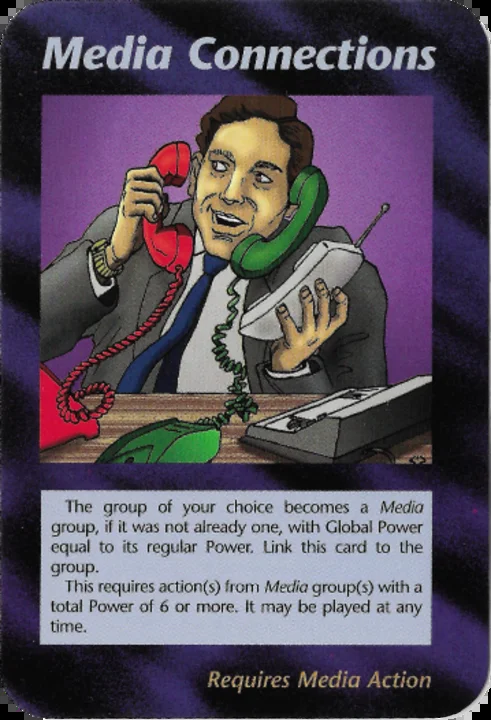 Media Connections
The group of your choice becomes a Media
group, if it was not already one, with Global Power
equal to its regular Power. Link this card to the
group.
This requires action(s) from Media group(s) with a
total Power of 6 or more. It may be played at any
time.
Requires Media Action